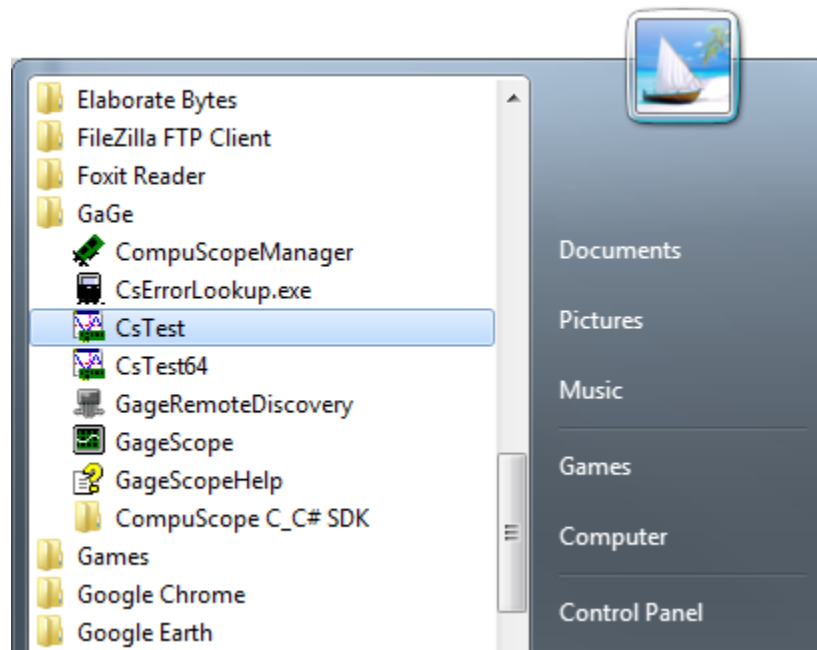 Elaborate Bytes
FileZilla FTP Client
Foxit Reader
GaGe
CompuScopeManager
CsErrorLookup.exe
CsTest
CsTest64
GageRemoteDiscovery
GageScope
GageScopeHelp
CompuScope C_C# SDK
Games
Google Chrome
Google Earth
Documents
Pictures
Music
Games
Computer
Control Panel